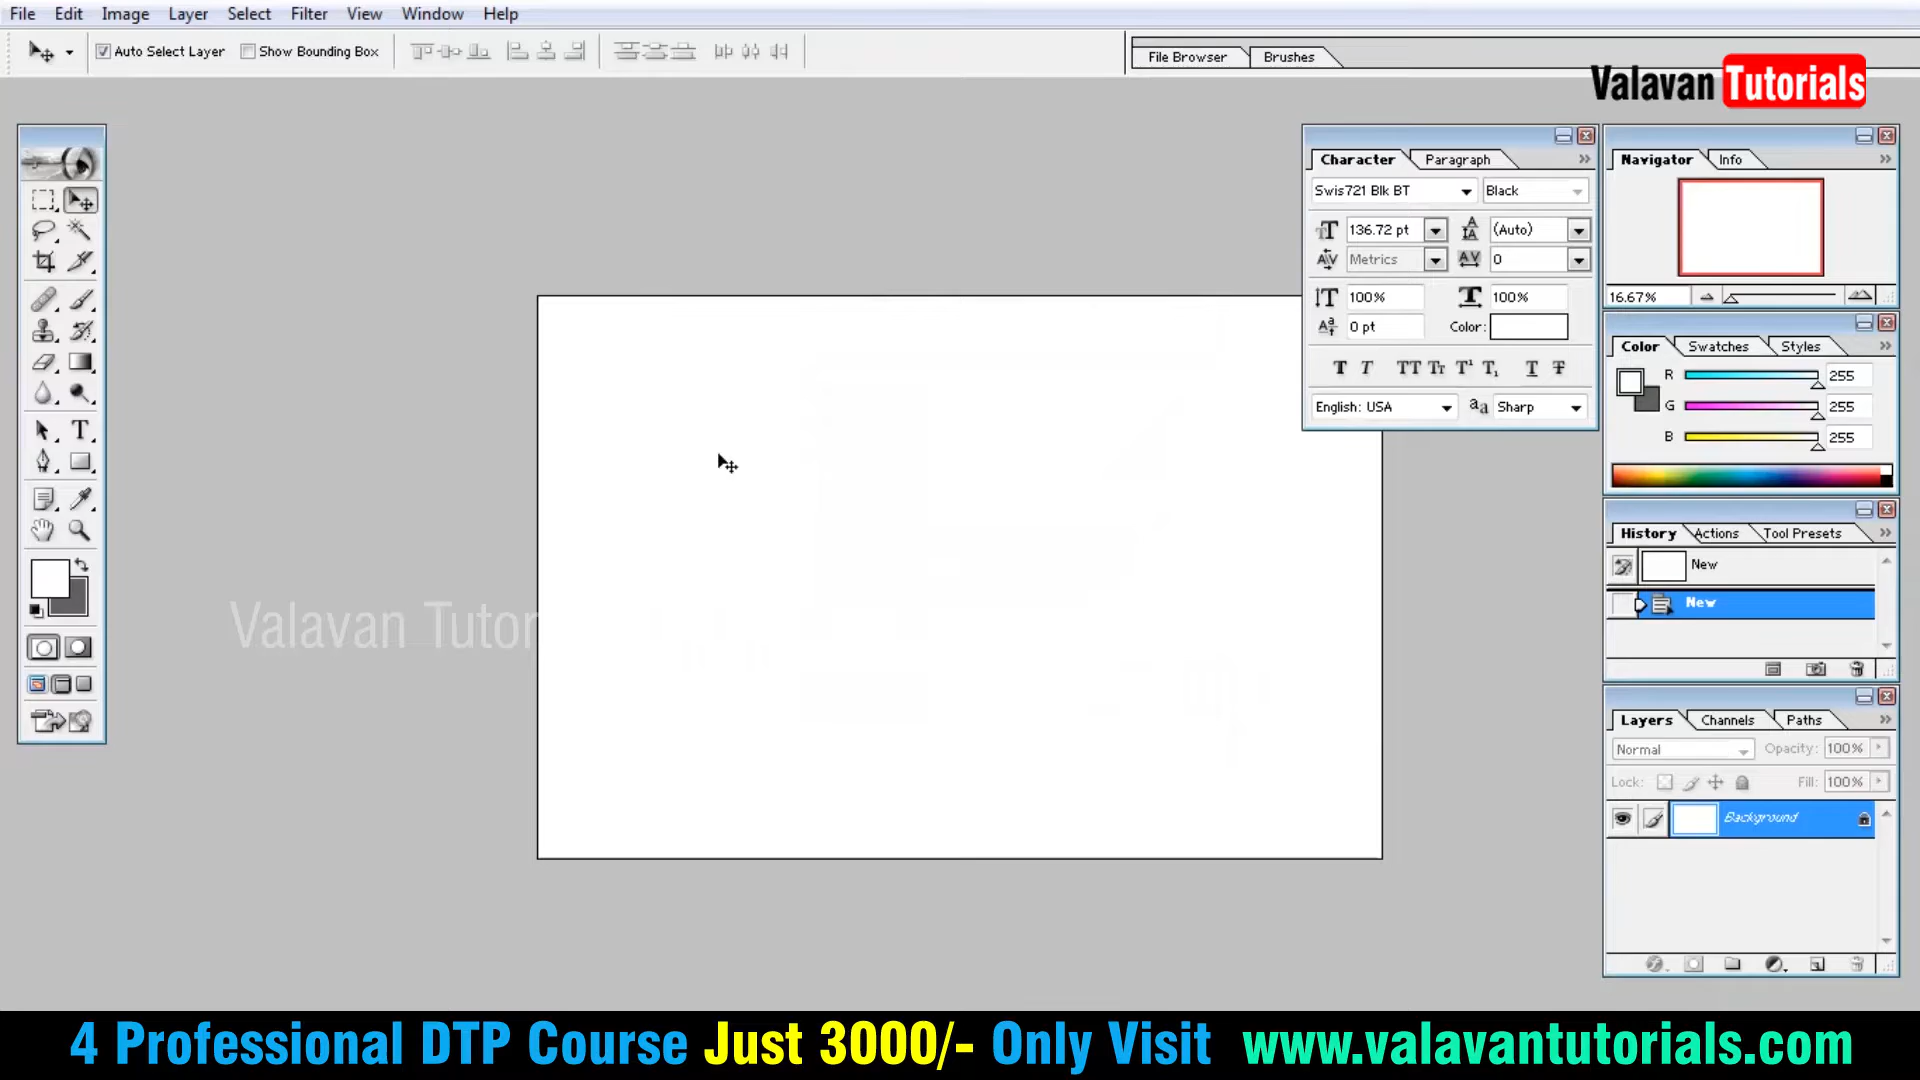 File Edit Image Layer Select Filter View Window Help
Auto Select Layer Show Bounding Box File Browser Brushes
Valavan Tutorials
Character Paragraph
Swis721 Blk BT Black
136.72 pt (Auto)
Metrics 0
100% 100%
0 pt Color:
English: USA aa Sharp
Navigator Info
16.67%
Color Swatches Styles
R 255
G 255
B 255
History Actions Tool Presets
New
New
Layers Channels Paths
Normal Opacity: 100%
Lock: Fill: 100%
Background
Valavan Tutor
4 Professional DTP Course Just 3000/- Only Visit www.valavantutorials.com